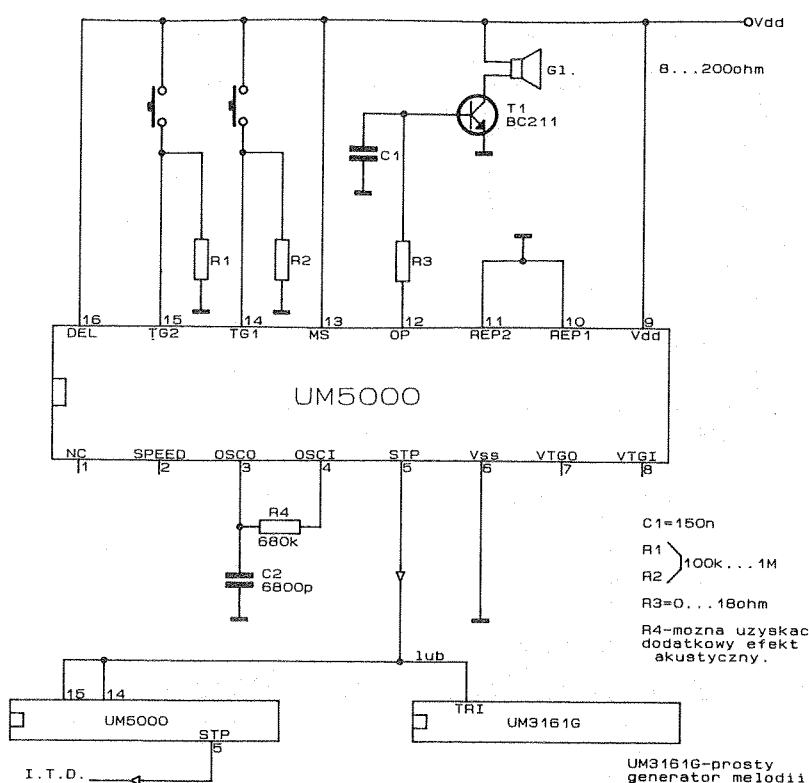 Vdd
Gl.
8...200ohm
T1
BC211
C1
R1
R2
R3
16 15 14 13 12 11 10 9
DEL TG2 TG1 MS OP REP2 REP1 Vdd
UM5000
NC SPEED OSCO OSCI STP Vss VTGO VTGI
1 2 3 4 5 6 7 8
R4
680k
C2
6800p
C1=150n
R1
R2
100k...1M
R3=0...18ohm
R4-mozna uzyskac
dodatkowy efekt
akustyczny.
lub
15 14
UM5000
STP
5
TRI
UM3161G
I.T.D.
UM3161G-prosty
generator melodii